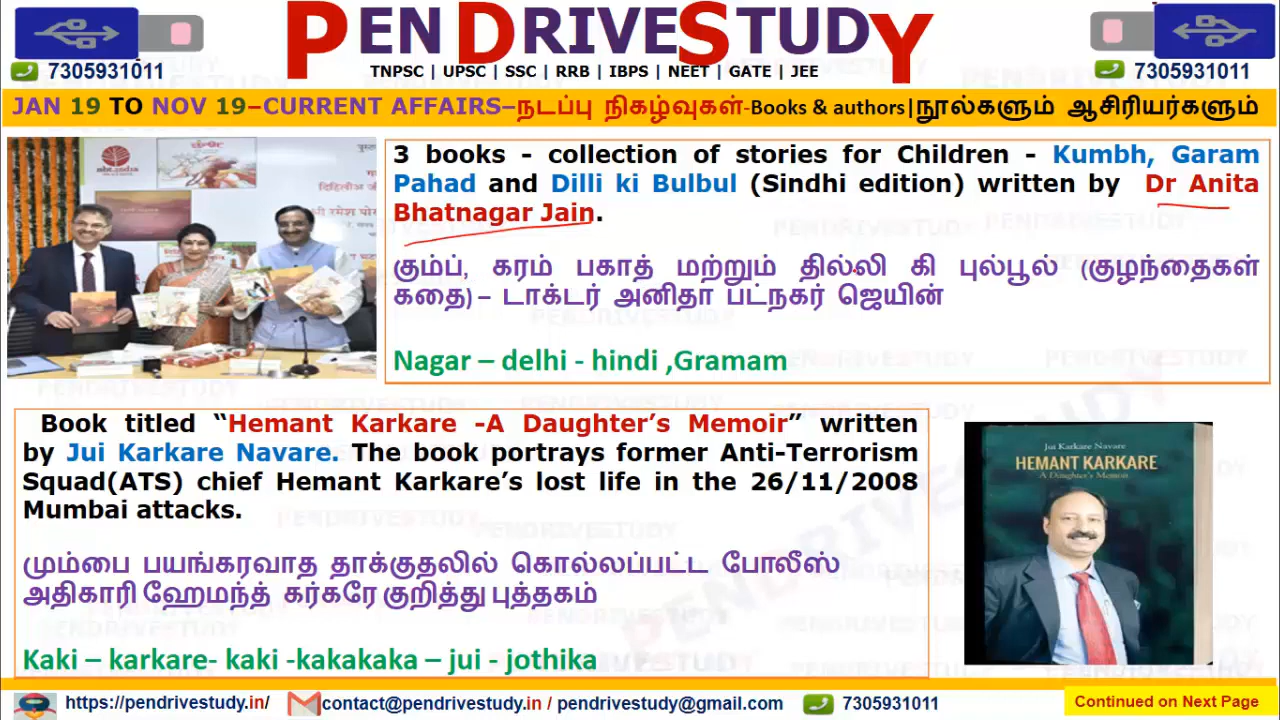 PENDRIVESTUDY
TNPSC | UPSC | SSC | RRB | IBPS | NEET | GATE | JEE
7305931011
7305931011
JAN 19 TO NOV 19–CURRENT AFFAIRS–நடப்பு நிகழ்வுகள்-Books & authors|நூல்களும் ஆசிரியர்களும்
3 books - collection of stories for Children - Kumbh, Garam
Pahad and Dilli ki Bulbul (Sindhi edition) written by Dr Anita
Bhatnagar Jain.
கும்ப், கரம் பகாத் மற்றும் தில்லி கி புல்பூல் (குழந்தைகள்
கதை) – டாக்டர் அனிதா பட்நகர் ஜெயின்
Nagar – delhi - hindi ,Gramam
Book titled “Hemant Karkare -A Daughter’s Memoir” written
by Jui Karkare Navare. The book portrays former Anti-Terrorism
Squad(ATS) chief Hemant Karkare’s lost life in the 26/11/2008
Mumbai attacks.
மும்பை பயங்கரவாத தாக்குதலில் கொல்லப்பட்ட போலீஸ்
அதிகாரி ஹேமந்த் கர்கரே குறித்து புத்தகம்
Kaki – karkare- kaki -kakakaka – jui - jothika
Jui Karkare Navare
HEMANT KARKARE
A Daughter's Memoir
https://pendrivestudy.in/
contact@pendrivestudy.in / pendrivestudy@gmail.com
7305931011
Continued on Next Page